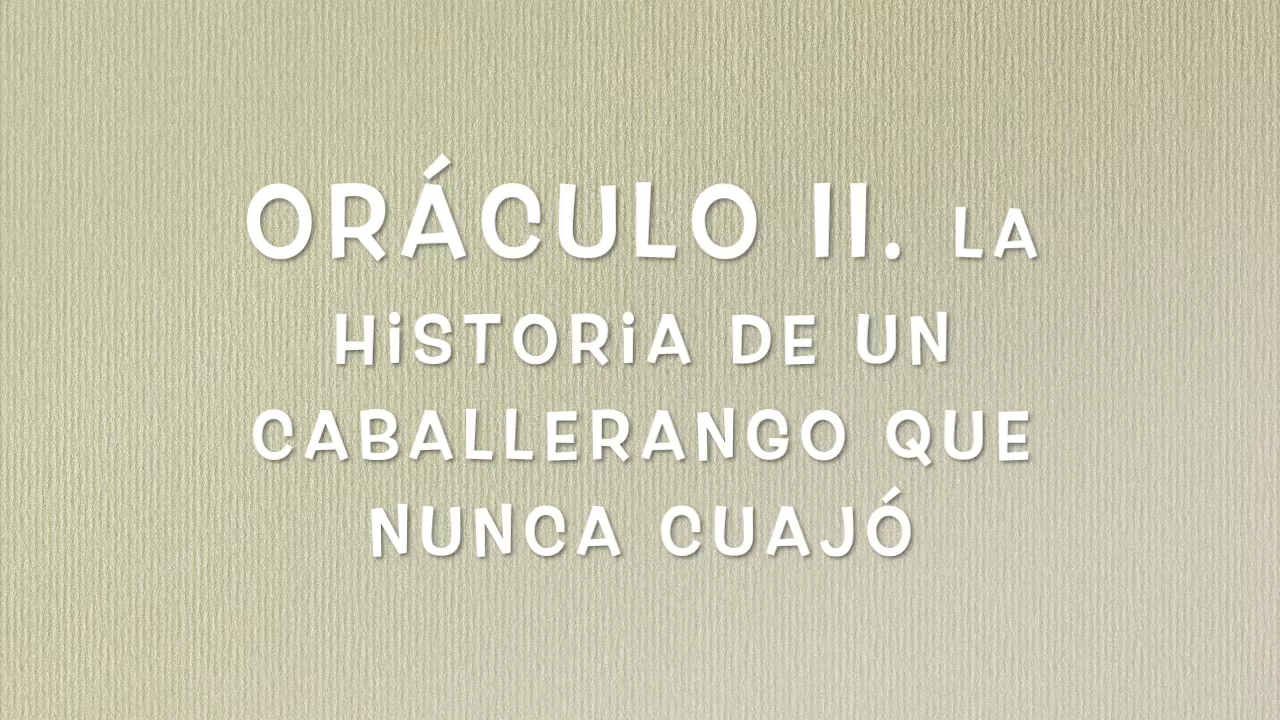 ORÁCULO II. LA
HiSTORiA DE UN
CABALLERANGO QUE
NUNCA CUAJÓ